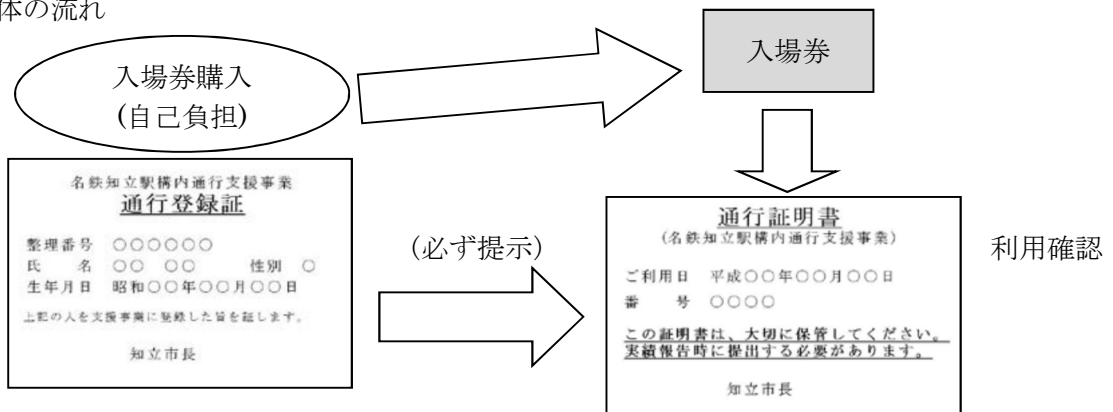 体の流れ
入場券購入
(自己負担)
入場券
名鉄知立駅構内通行支援事業
通行登録証
整理番号 ○○○○○○
氏 名 ○○ ○○ 性別 ○
生年月日 昭和○○年○○月○○日
上記の人を支援事業に登録した旨を証します。
知立市長
(必ず提示)
通行証明書
(名鉄知立駅構内通行支援事業)
ご利用日 平成○○年○○月○○日
番 号 ○○○○
この証明書は、大切に保管してください。
実績報告時に提出する必要があります。
知立市長
利用確認